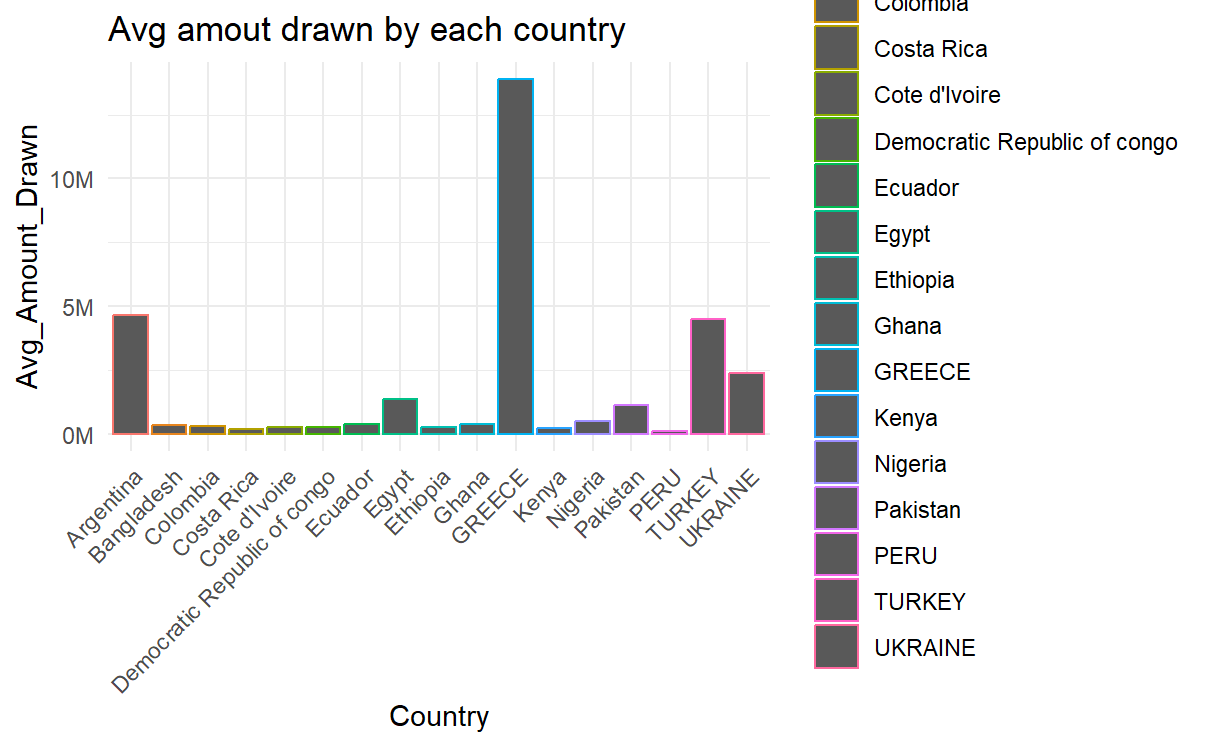 Avg amout drawn by each country
Avg_Amount_Drawn
10M
5M
0M
Argentina
Bangladesh
Colombia
Costa Rica
Cote d'Ivoire
Democratic Republic of congo
Ecuador
Egypt
Ethiopia
Ghana
GREECE
Kenya
Nigeria
Pakistan
PERU
TURKEY
UKRAINE
Country
Colombia
Costa Rica
Cote d'Ivoire
Democratic Republic of congo
Ecuador
Egypt
Ethiopia
Ghana
GREECE
Kenya
Nigeria
Pakistan
PERU
TURKEY
UKRAINE